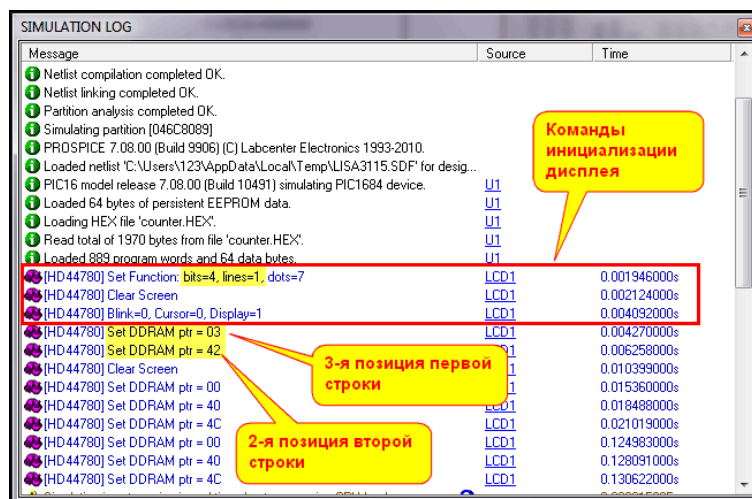 SIMULATION LOG
Message Source Time
Netlist compilation completed OK.
Netlist linking completed OK.
Partition analysis completed OK.
Simulating partition [046C8089]
PROSPICE 7.08.00 (Build 9906) (C) Labcenter Electronics 1993-2010.
Loaded netlist 'C:\Users\123\AppData\Local\Temp\LISA3115.SDF' for desig...
PIC16 model release 7.08.00 (Build 10491) simulating PIC1684 device. U1
Loaded 64 bytes of persistent EEPROM data. U1
Loading HEX file 'counter.HEX'. U1
Read total of 1970 bytes from file 'counter.HEX'. U1
Loaded 889 program words and 64 data bytes. U1
[HD44780] Set Function: bits=4, lines=1, dots=7 LCD1 0.001946000s
[HD44780] Clear Screen LCD1 0.002124000s
[HD44780] Blink=0, Cursor=0, Display=1 LCD1 0.004092000s
[HD44780] Set DDRAM ptr = 03 LCD1 0.004270000s
[HD44780] Set DDRAM ptr = 42 LCD1 0.006258000s
[HD44780] Clear Screen LCD1 0.010399000s
[HD44780] Set DDRAM ptr = 00 LCD1 0.015360000s
[HD44780] Set DDRAM ptr = 40 LCD1 0.018488000s
[HD44780] Set DDRAM ptr = 4C LCD1 0.021019000s
[HD44780] Set DDRAM ptr = 00 LCD1 0.124983000s
[HD44780] Set DDRAM ptr = 40 LCD1 0.128091000s
[HD44780] Set DDRAM ptr = 4C LCD1 0.130622000s
Команды
инициализации
дисплея
3-я позиция первой
строки
2-я позиция второй
строки